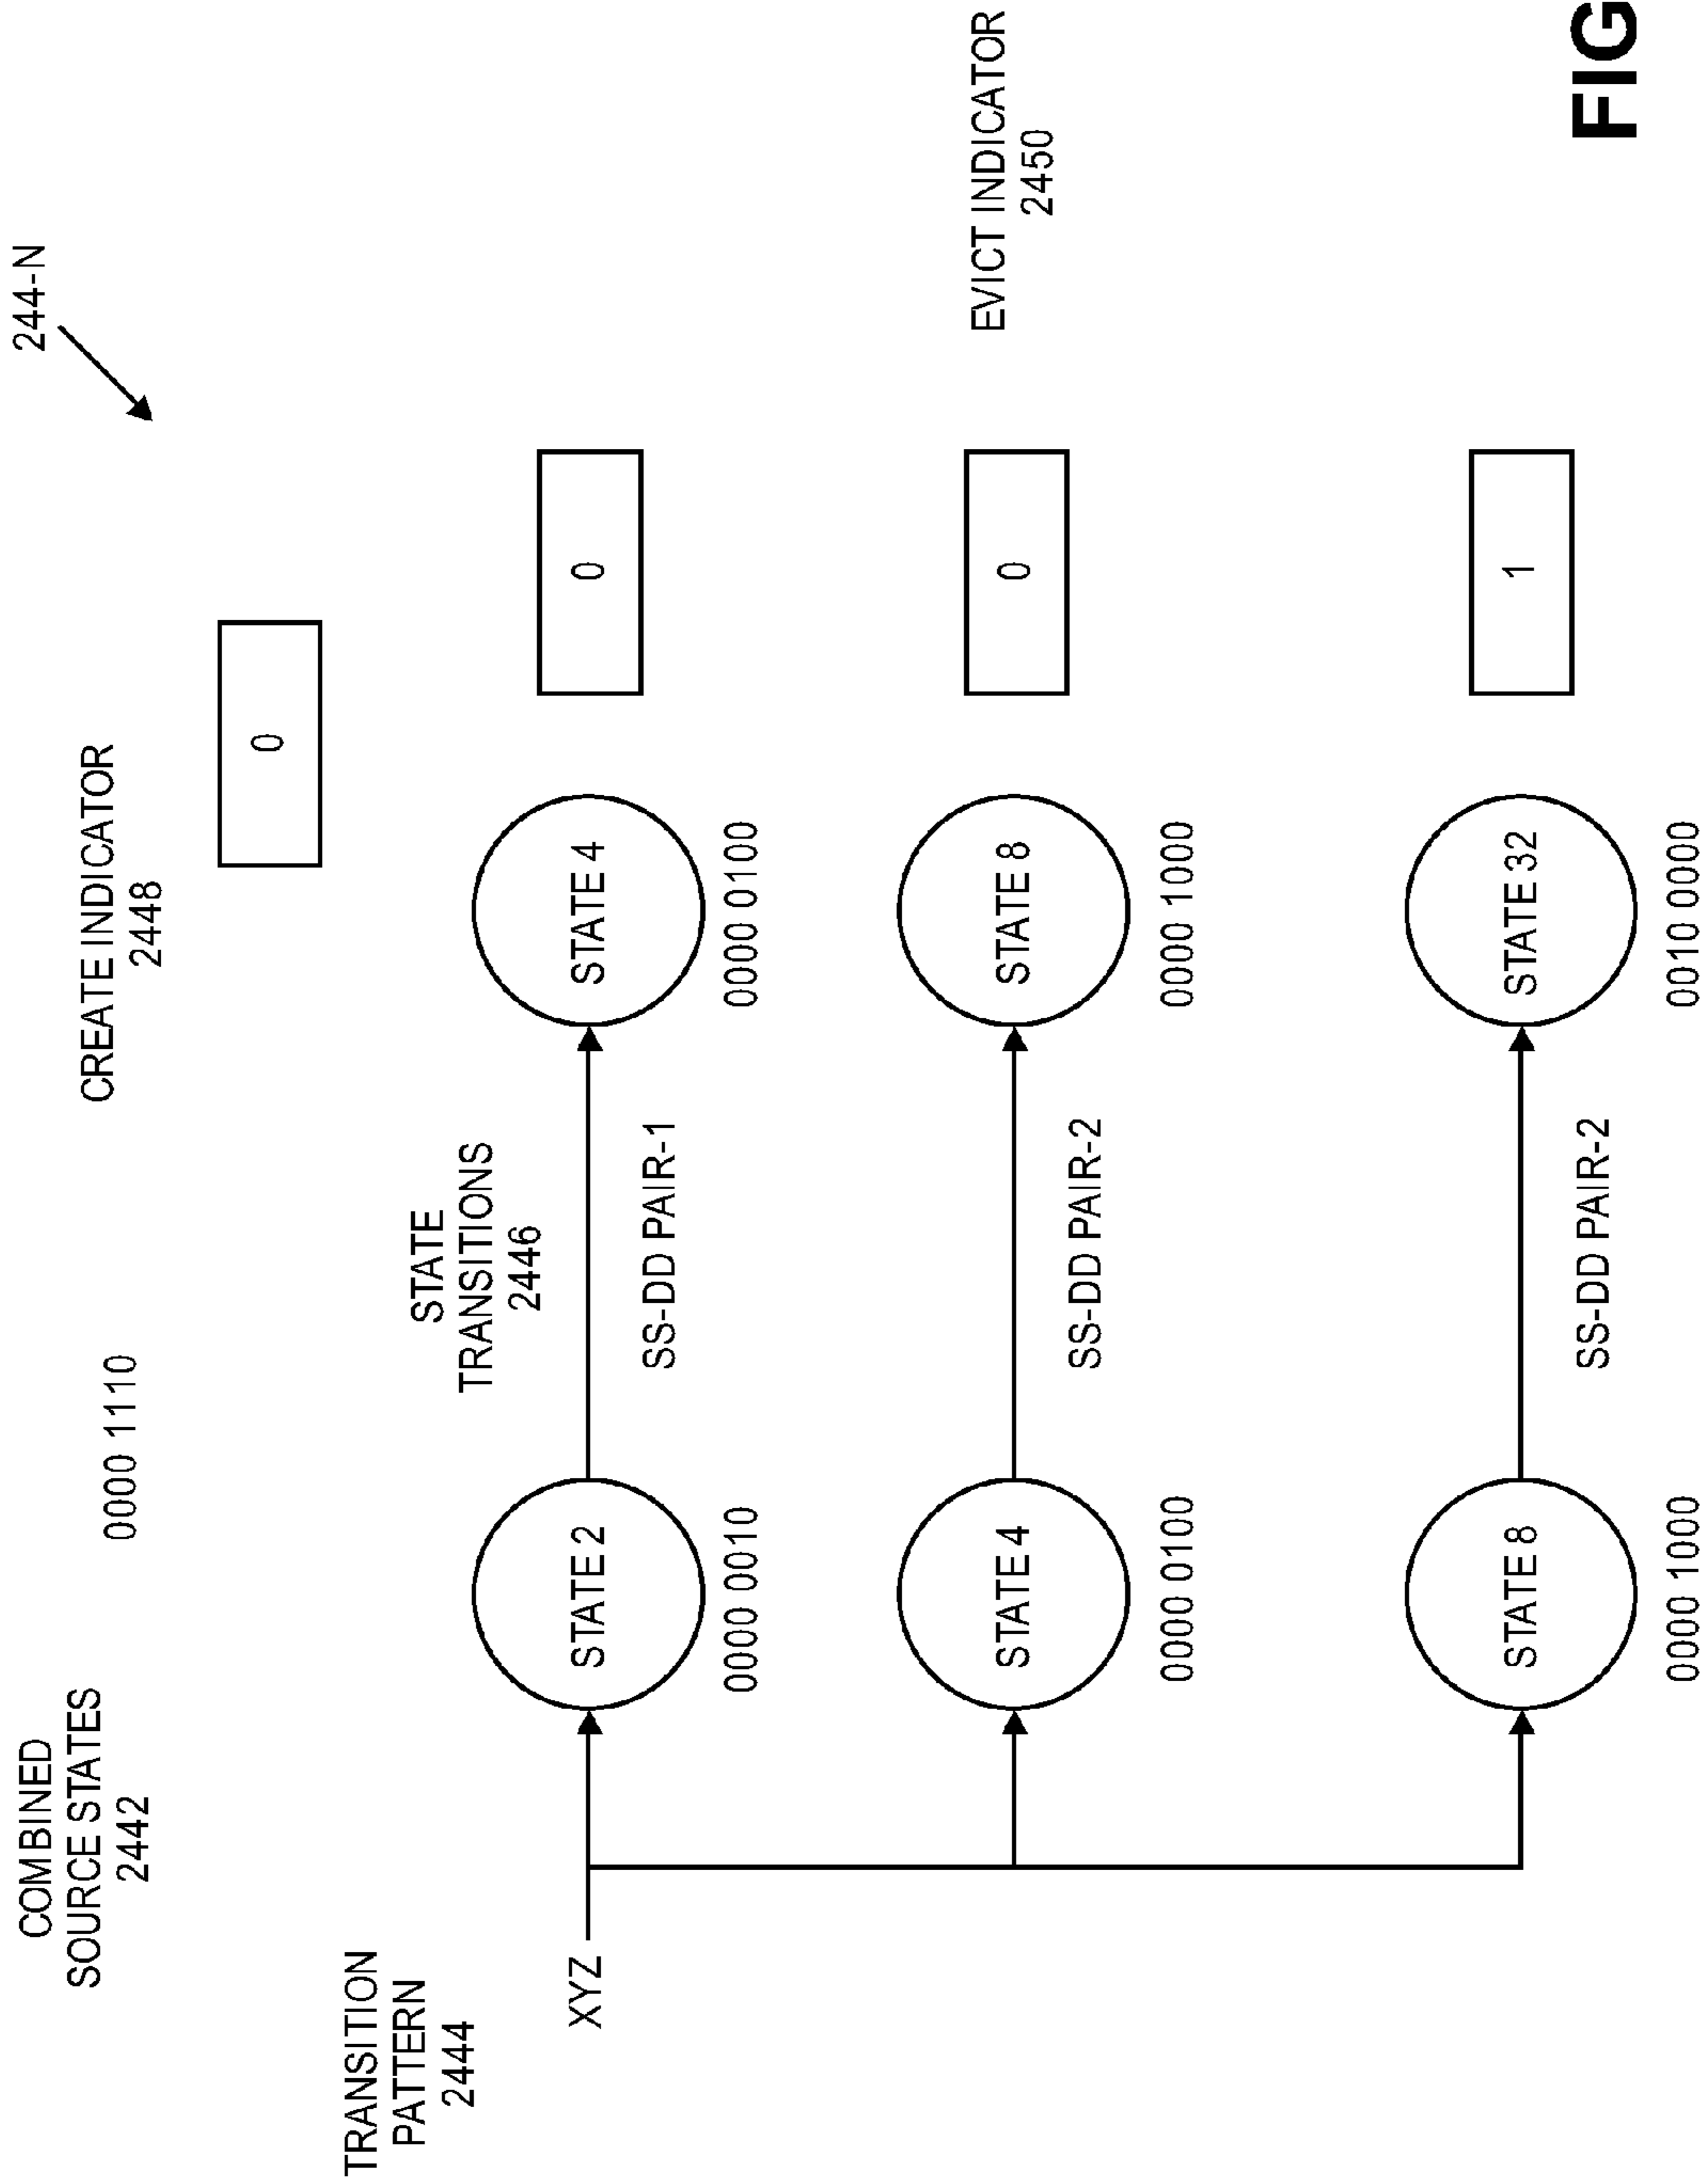 244-N
COMBINED
SOURCE STATES
2442
0000 1110
CREATE INDICATOR
2448
0
TRANSITION
PATTERN
2444
STATE
TRANSITIONS
2446
XYZ
STATE 2
STATE 4
0
SS-DD PAIR-1
0000 0010
0000 0100
EVICT INDICATOR
2450
STATE 4
STATE 8
0
SS-DD PAIR-2
0000 0100
0000 1000
STATE 8
STATE 32
1
SS-DD PAIR-2
0000 1000
0010 0000
FIG